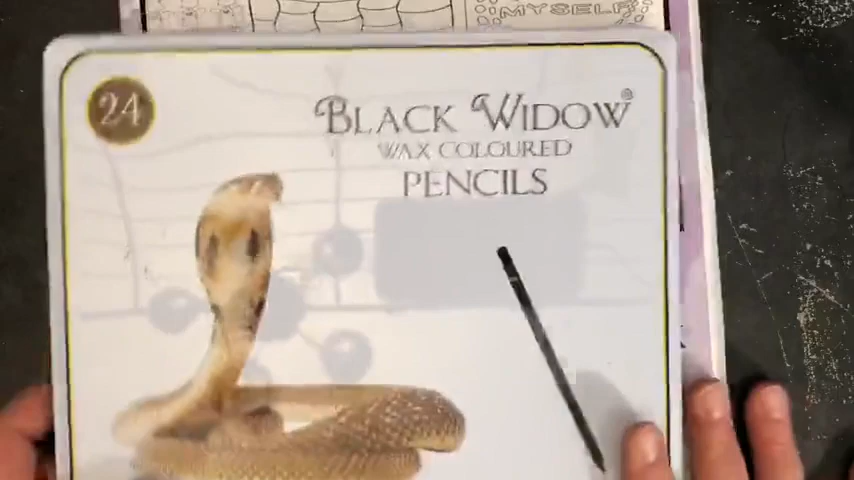 MYSELF
24
BLACK WIDOW®
WAX COLOURED
PENCILS